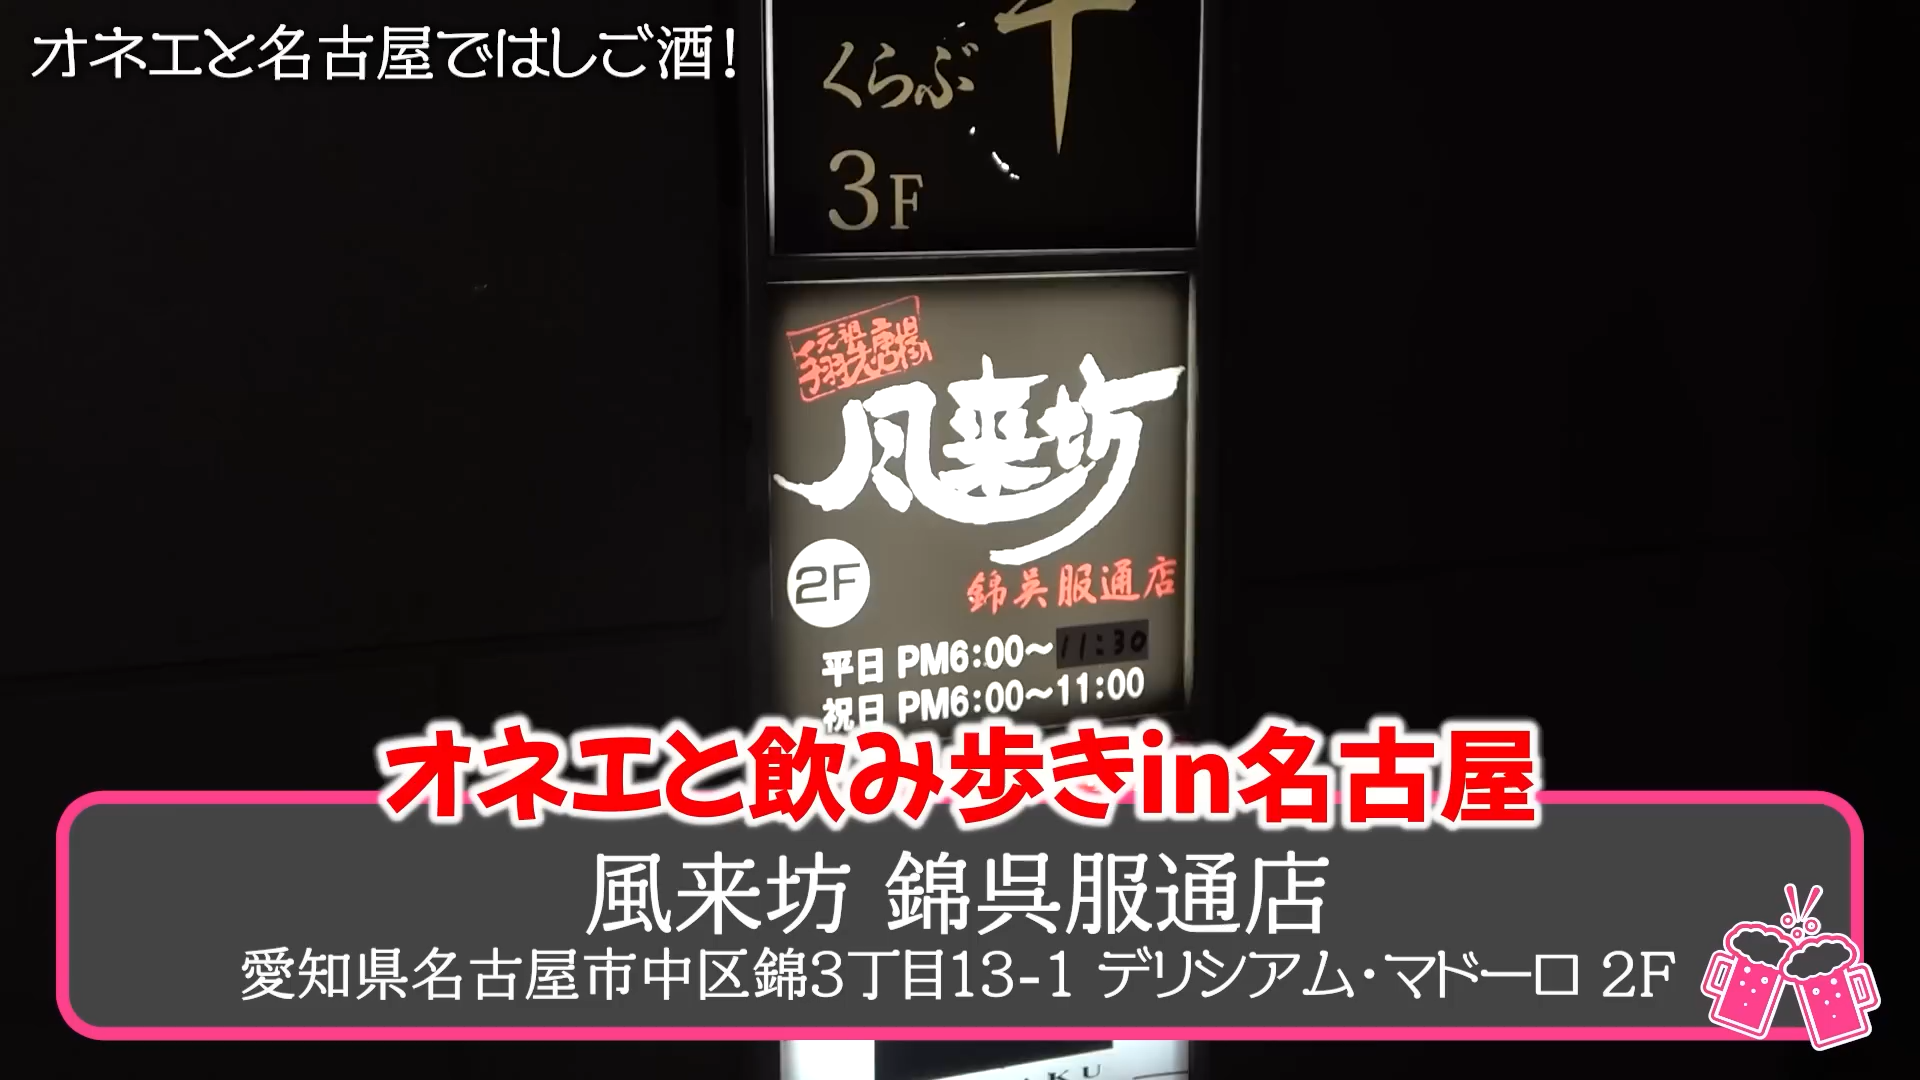 オネエと名古屋ではしご酒!
くらぶ
3F
元祖
手羽先唐揚
風来坊
2F
錦呉服通店
平日 PM6:00〜11:30
祝日 PM6:00〜11:00
オネエと飲み歩きin名古屋
風来坊 錦呉服通店
愛知県名古屋市中区錦3丁目13-1 デリシアム・マドーロ 2F